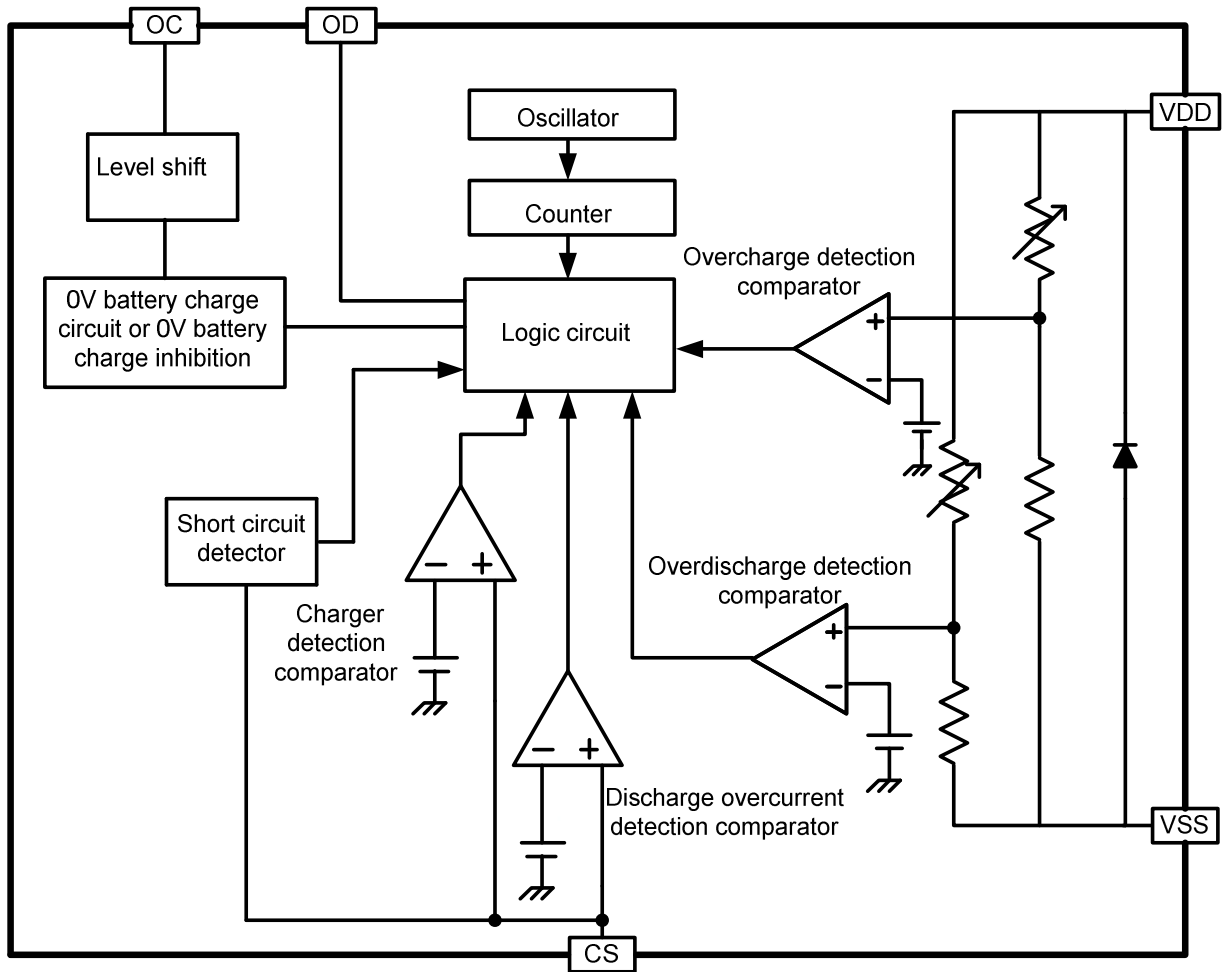 OC
OD
VDD
Oscillator
Level shift
Counter
Overcharge detection
comparator
+
−
0V battery charge
circuit or 0V battery
charge inhibition
Logic circuit
Short circuit
detector
− +
Charger
detection
comparator
Overdischarge detection
comparator
+
−
− +
Discharge overcurrent
detection comparator
VSS
CS